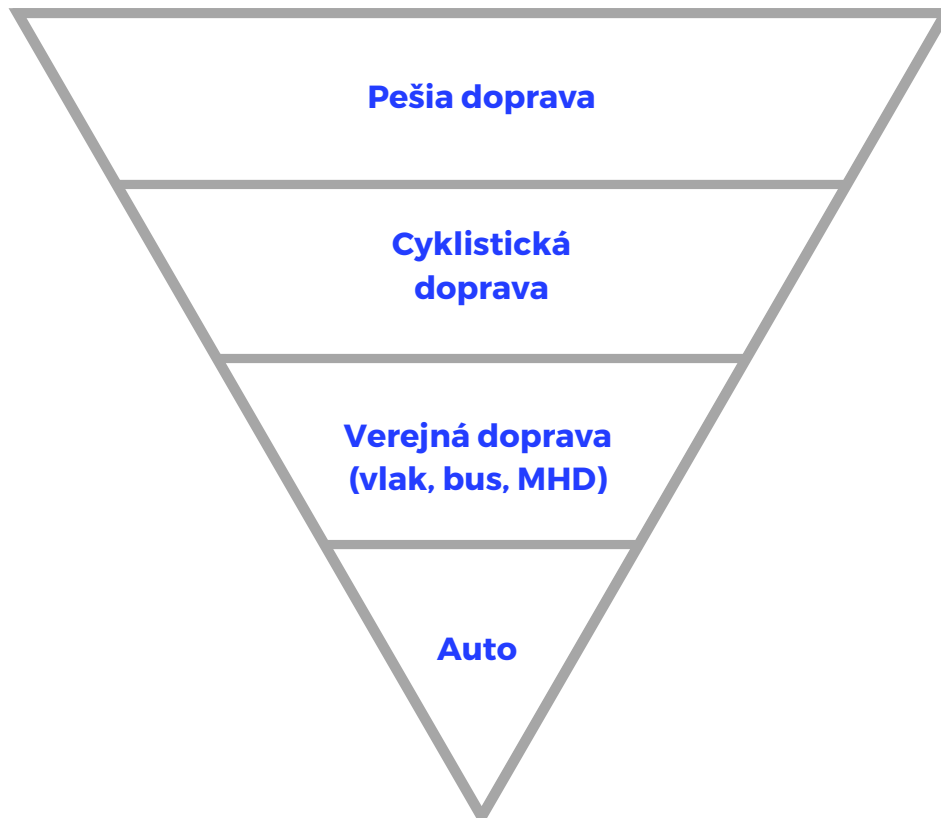 Pešia doprava
Cyklistická
doprava
Verejná doprava
(vlak, bus, MHD)
Auto